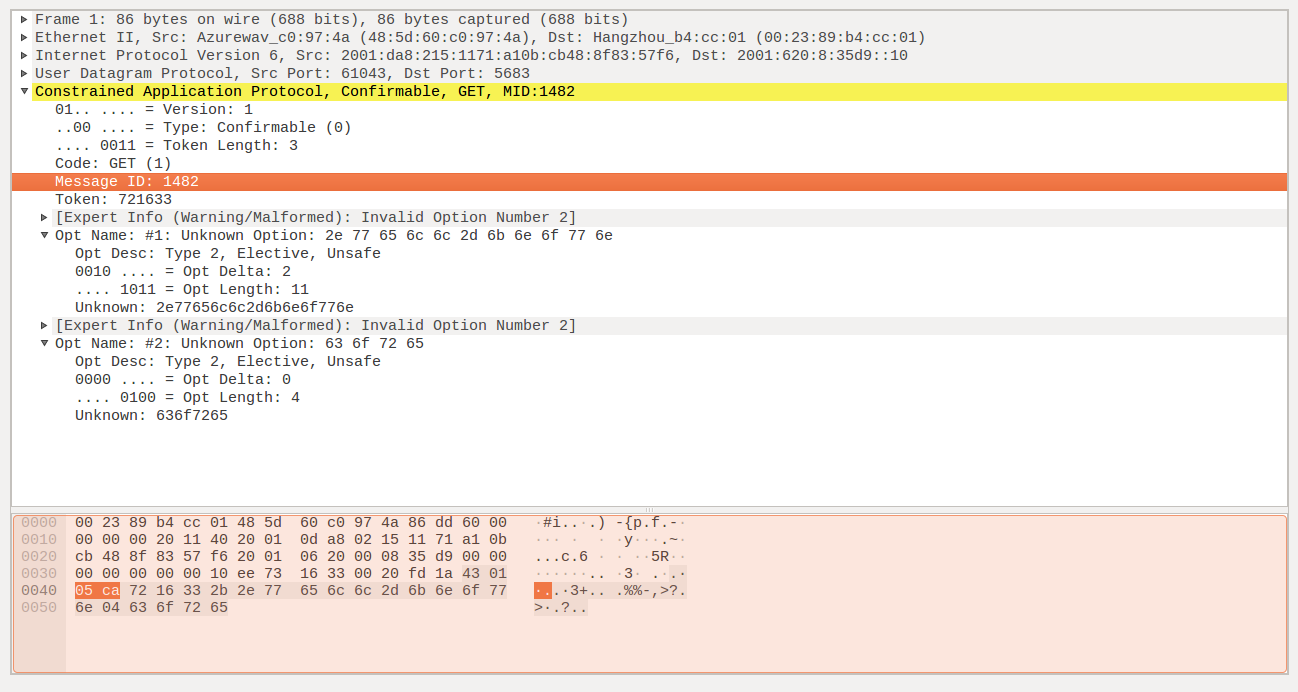 Frame 1: 86 bytes on wire (688 bits), 86 bytes captured (688 bits)
Ethernet II, Src: Azurewav_c0:97:4a (48:5d:60:c0:97:4a), Dst: Hangzhou_b4:cc:01 (00:23:89:b4:cc:01)
Internet Protocol Version 6, Src: 2001:da8:215:1171:a10b:cb48:8f83:57f6, Dst: 2001:620:8:35d9::10
User Datagram Protocol, Src Port: 61043, Dst Port: 5683
Constrained Application Protocol, Confirmable, GET, MID:1482
01.. .... = Version: 1
..00 .... = Type: Confirmable (0)
.... 0011 = Token Length: 3
Code: GET (1)
Message ID: 1482
Token: 721633
[Expert Info (Warning/Malformed): Invalid Option Number 2]
Opt Name: #1: Unknown Option: 2e 77 65 6c 6c 2d 6b 6e 6f 77 6e
Opt Desc: Type 2, Elective, Unsafe
0010 .... = Opt Delta: 2
.... 1011 = Opt Length: 11
Unknown: 2e77656c6c2d6b6e6f776e
[Expert Info (Warning/Malformed): Invalid Option Number 2]
Opt Name: #2: Unknown Option: 63 6f 72 65
Opt Desc: Type 2, Elective, Unsafe
0000 .... = Opt Delta: 0
.... 0100 = Opt Length: 4
Unknown: 636f7265
0000 00 23 89 b4 cc 01 48 5d 60 c0 97 4a 86 dd 60 00 ·#i..·.) -{p.f.-·
0010 00 00 00 20 11 40 20 01 0d a8 02 15 11 71 a1 0b ··· · · ·y···.~·
0020 cb 48 8f 83 57 f6 20 01 06 20 00 08 35 d9 00 00 ...c.6 · · ··5R··
0030 00 00 00 00 00 10 ee 73 16 33 00 20 fd 1a 43 01 ······.. ·3· .·.·
0040 05 ca 72 16 33 2b 2e 77 65 6c 6c 2d 6b 6e 6f 77 ·..·3+.. .%%-,>?.
0050 6e 04 63 6f 72 65 >·.?..